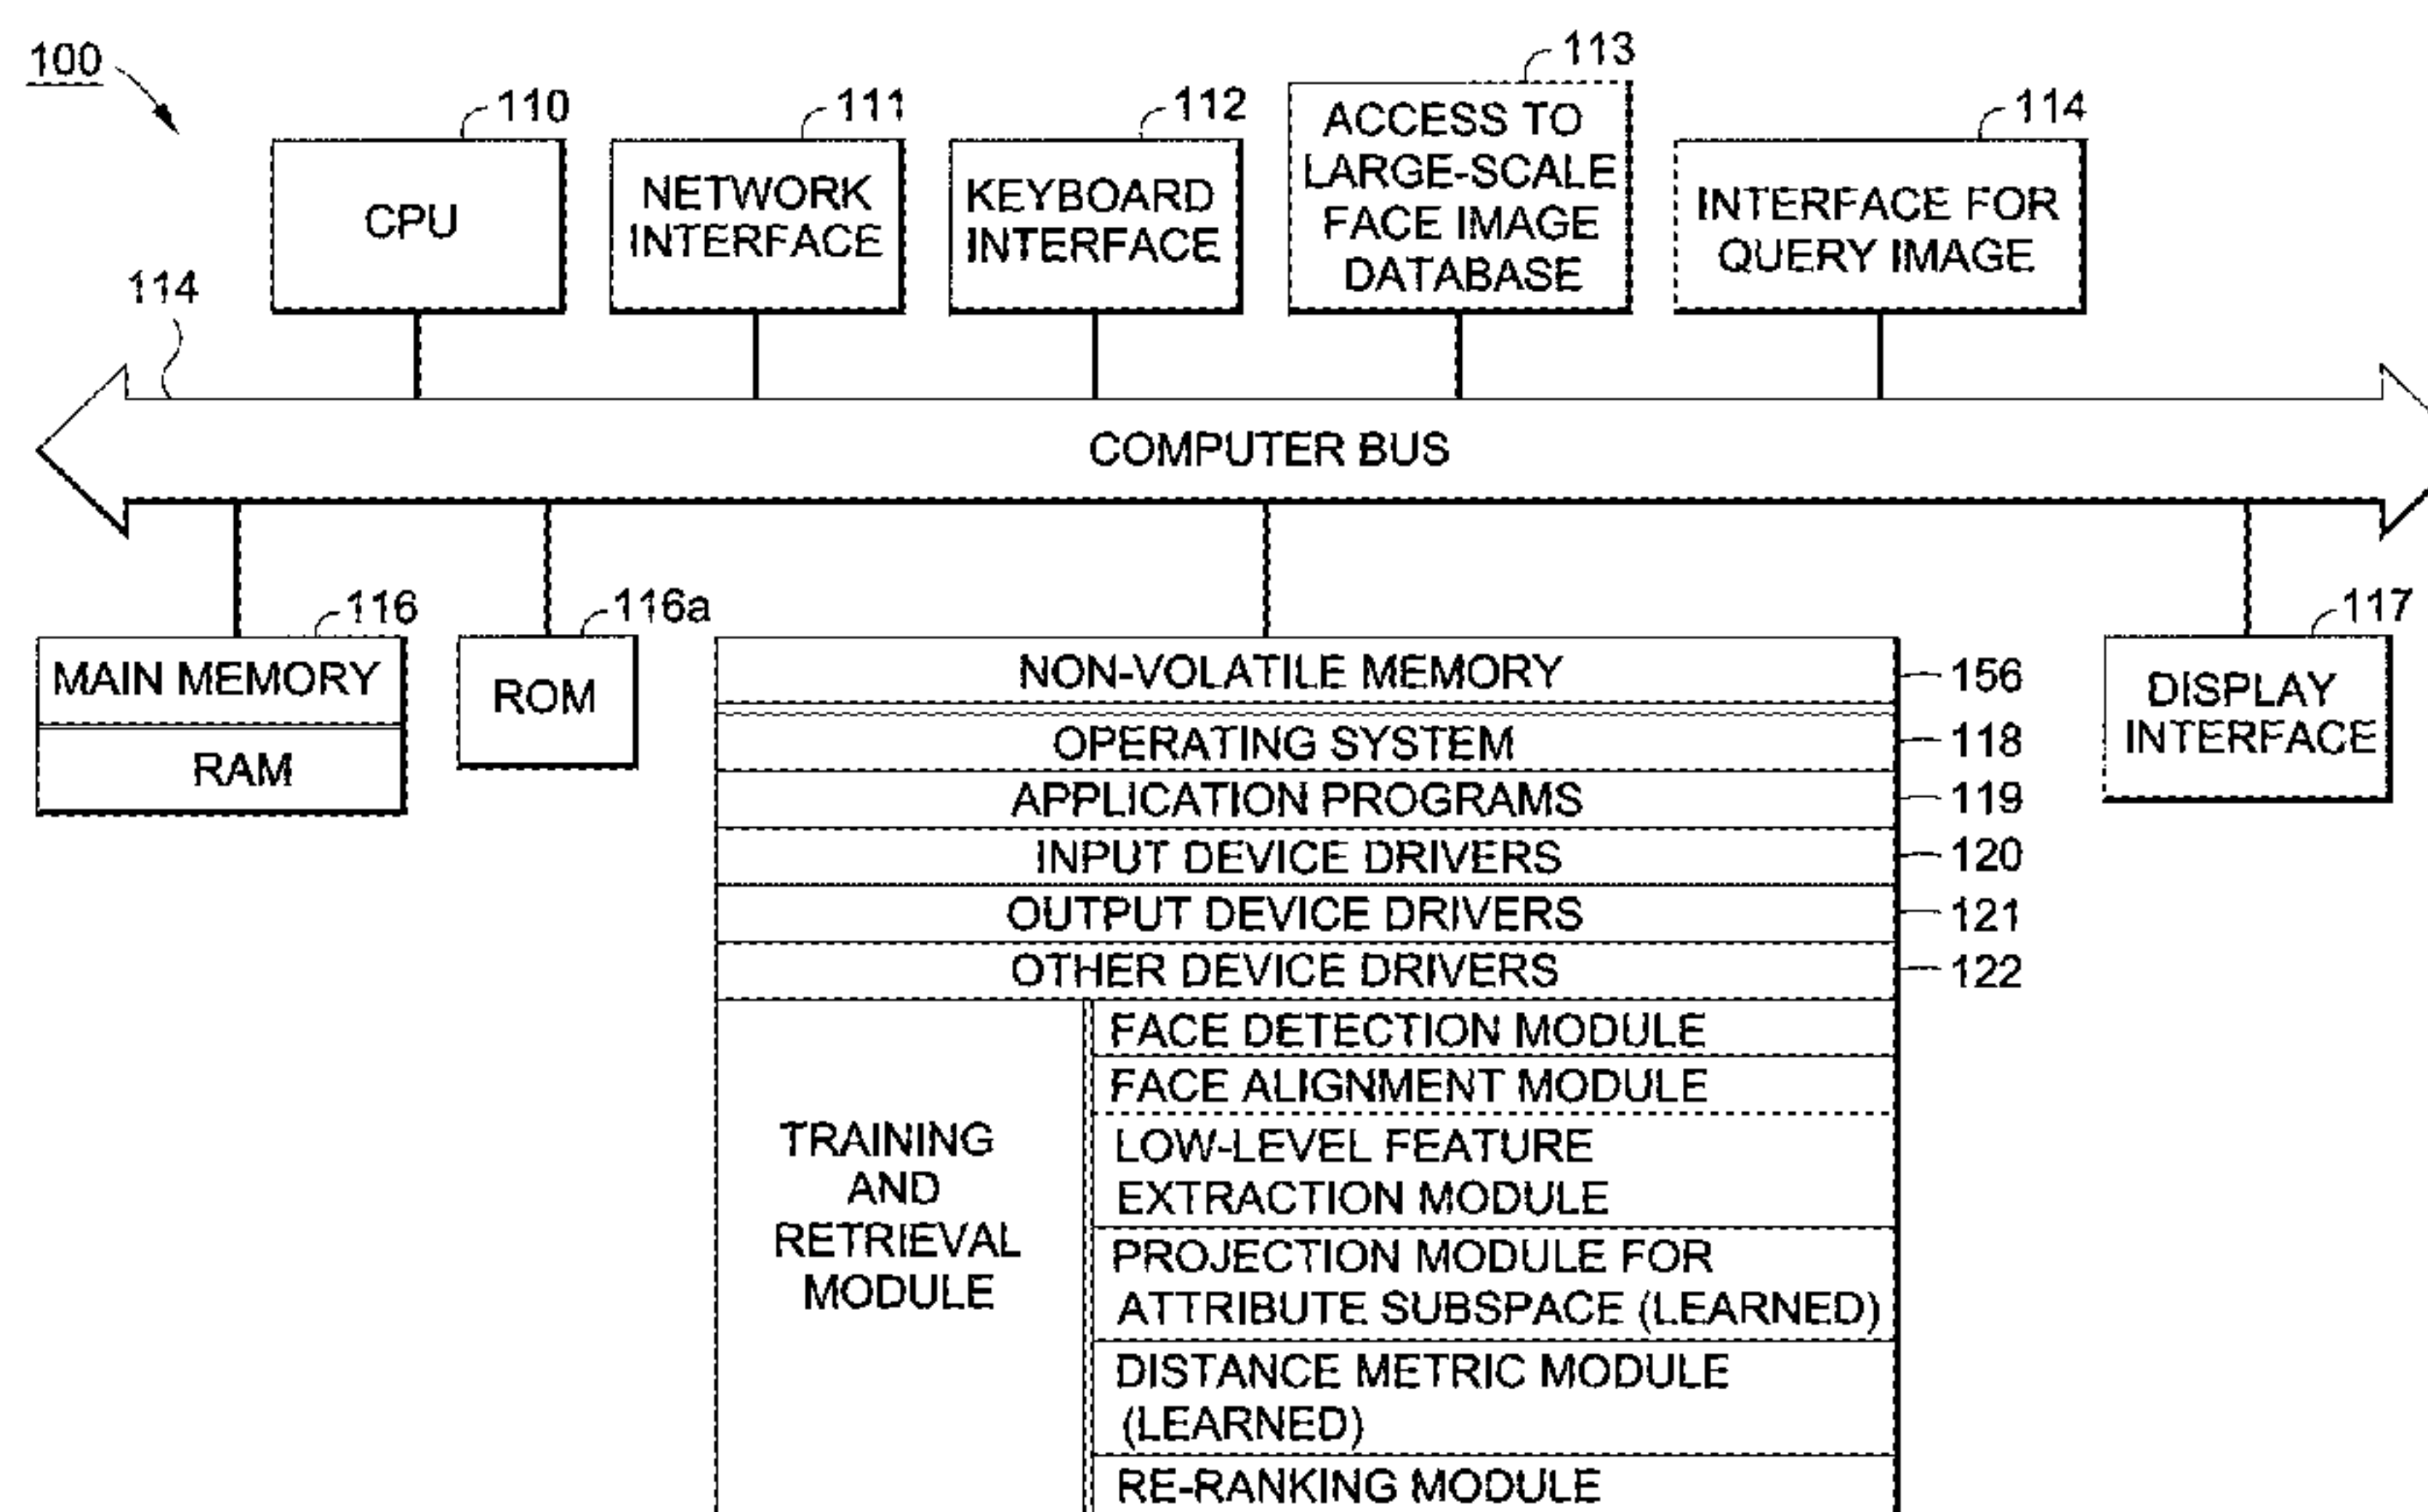 100
110
CPU
111
NETWORK
INTERFACE
112
KEYBOARD
INTERFACE
113
ACCESS TO
LARGE-SCALE
FACE IMAGE
DATABASE
114
INTERFACE FOR
QUERY IMAGE
114
COMPUTER BUS
116
MAIN MEMORY
RAM
116a
ROM
NON-VOLATILE MEMORY 156
OPERATING SYSTEM 118
APPLICATION PROGRAMS 119
INPUT DEVICE DRIVERS 120
OUTPUT DEVICE DRIVERS 121
OTHER DEVICE DRIVERS 122
117
DISPLAY
INTERFACE
TRAINING
AND
RETRIEVAL
MODULE
FACE DETECTION MODULE
FACE ALIGNMENT MODULE
LOW-LEVEL FEATURE
EXTRACTION MODULE
PROJECTION MODULE FOR
ATTRIBUTE SUBSPACE (LEARNED)
DISTANCE METRIC MODULE
(LEARNED)
RE-RANKING MODULE